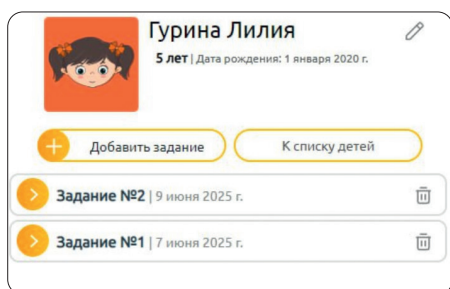 Гурина Лилия
5 лет | Дата рождения: 1 января 2020 г.
Добавить задание
К списку детей
Задание №2 | 9 июня 2025 г.
Задание №1 | 7 июня 2025 г.